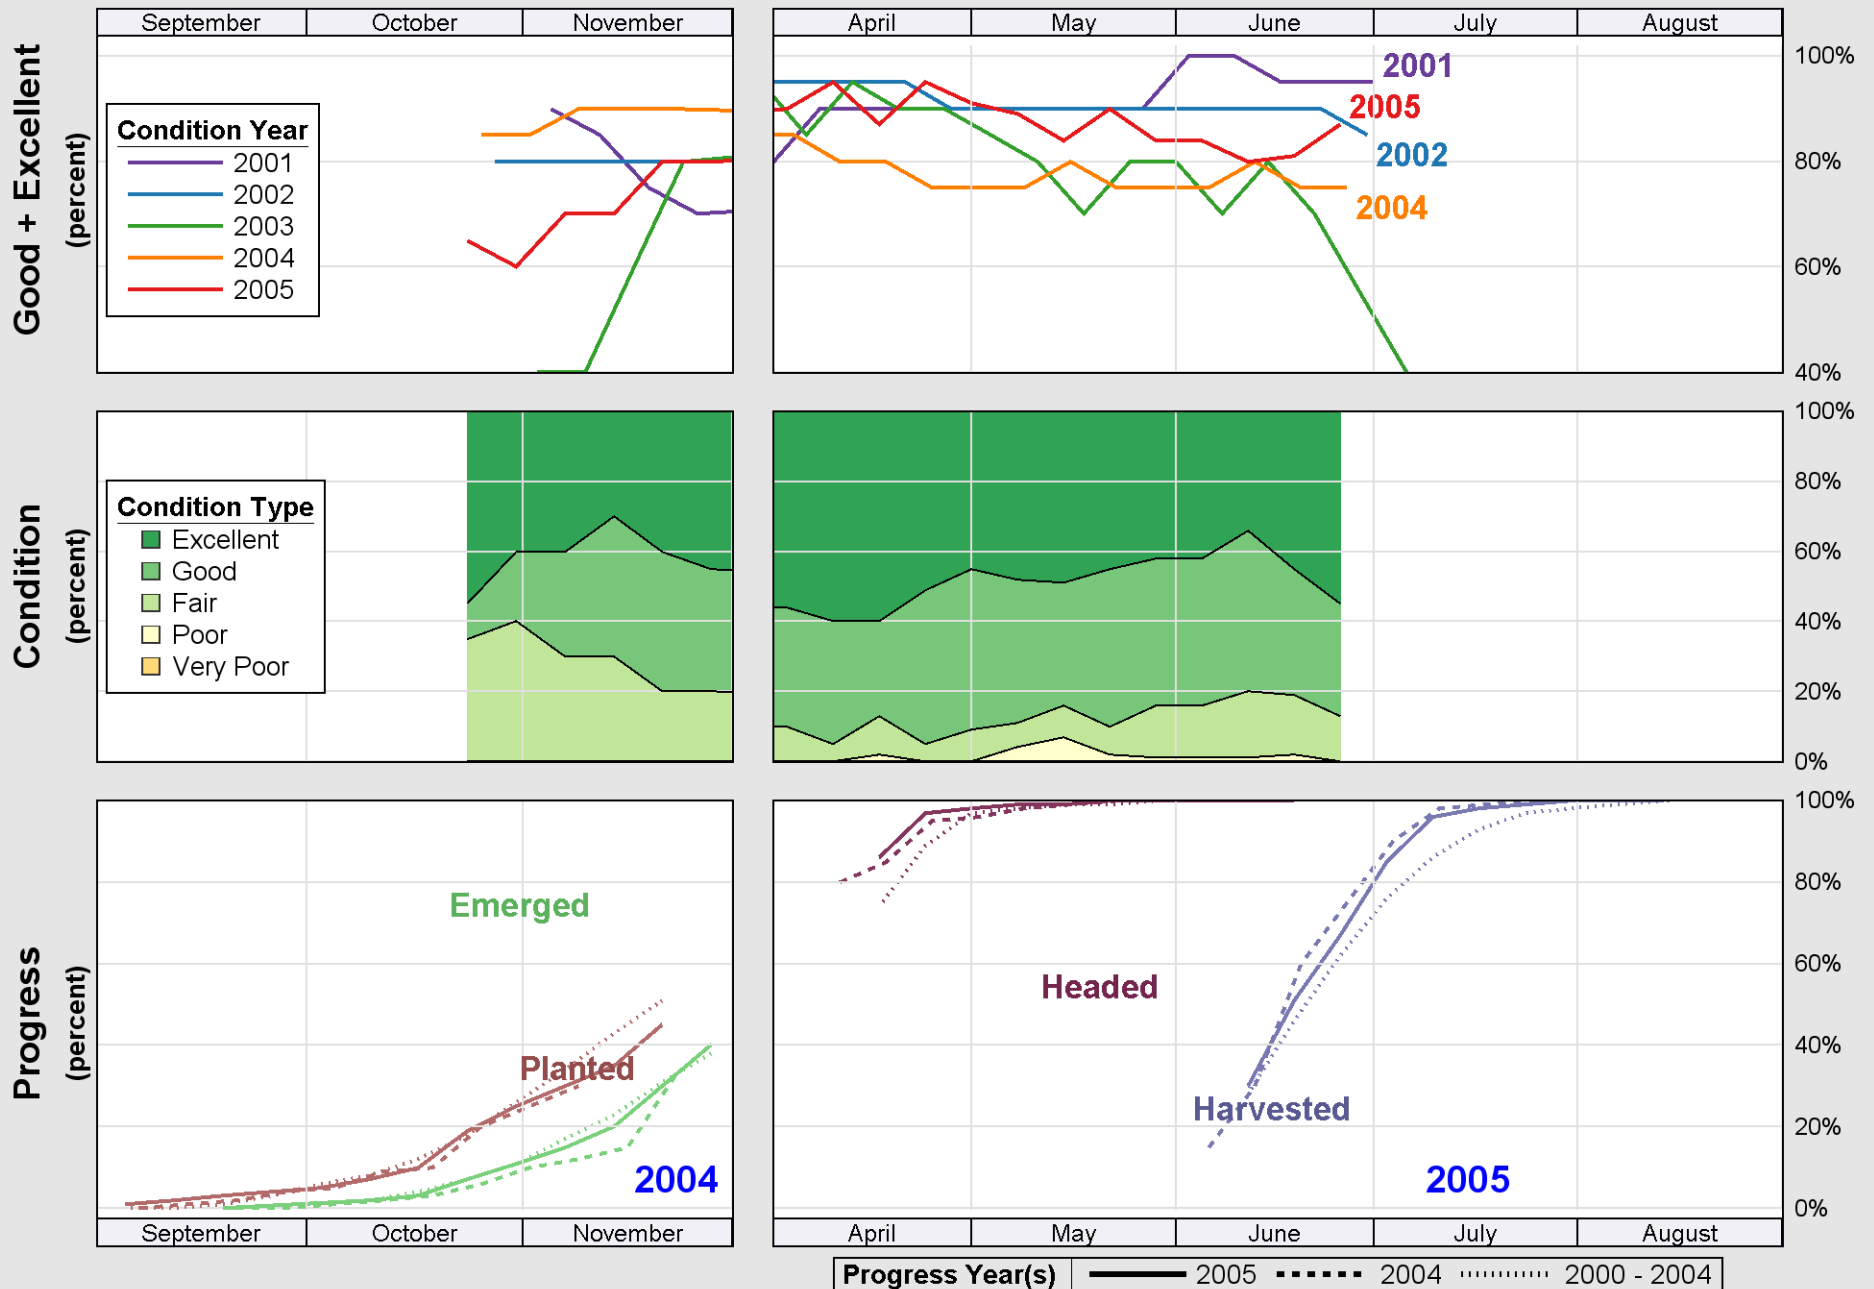 September October November April May June July August
Good + Excellent
(percent)
100%
80%
60%
40%
Condition Year
2001
2002
2003
2004
2005
2001
2005
2002
2004
Condition
(percent)
100%
80%
60%
40%
20%
0%
Condition Type
Excellent
Good
Fair
Poor
Very Poor
Progress
(percent)
100%
80%
60%
40%
20%
0%
Emerged
Planted
2004
Headed
Harvested
2005
September October November April May June July August
Progress Year(s) 2005 2004 2000 - 2004